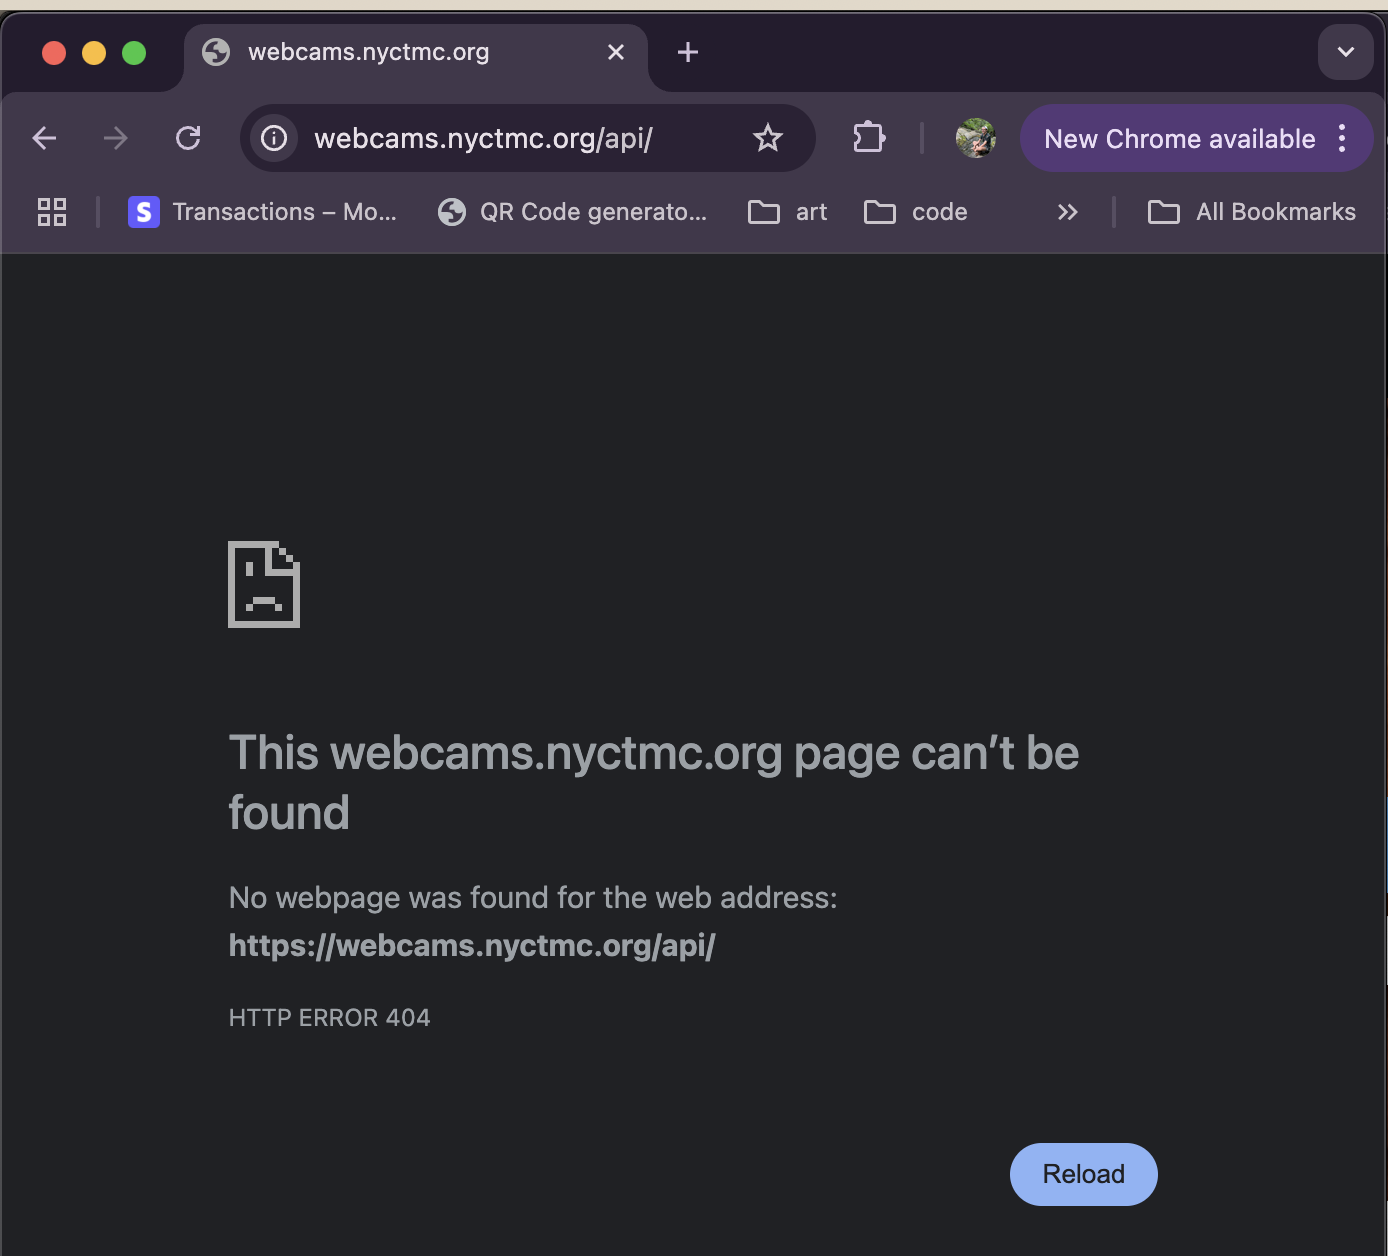 webcams.nyctmc.org
webcams.nyctmc.org/api/
New Chrome available
S Transactions – Mo...
QR Code generato...
art
code
All Bookmarks
This webcams.nyctmc.org page can’t be
found
No webpage was found for the web address:
https://webcams.nyctmc.org/api/
HTTP ERROR 404
Reload